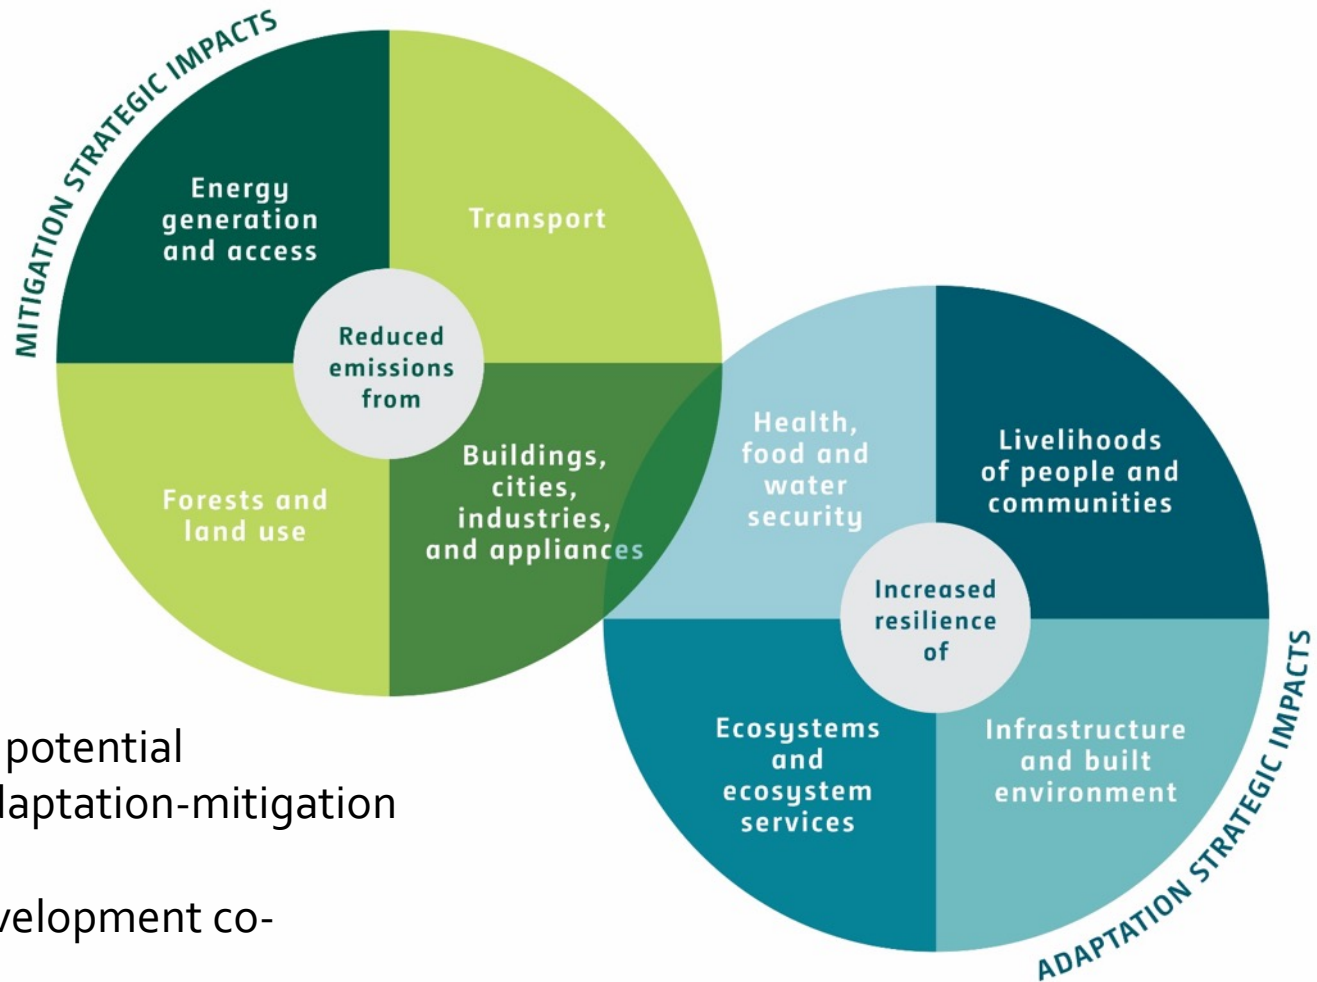 MITIGATION STRATEGIC IMPACTS
Energy
generation
and access
Transport
Reduced
emissions
from
Forests and
land use
Buildings,
cities,
industries,
and appliances
Health,
food and
water
security
Livelihoods
of people and
communities
Increased
resilience
of
Ecosystems
and
ecosystem
services
Infrastructure
and built
environment
ADAPTATION STRATEGIC IMPACTS
potential
laptation-mitigation
velopment co-